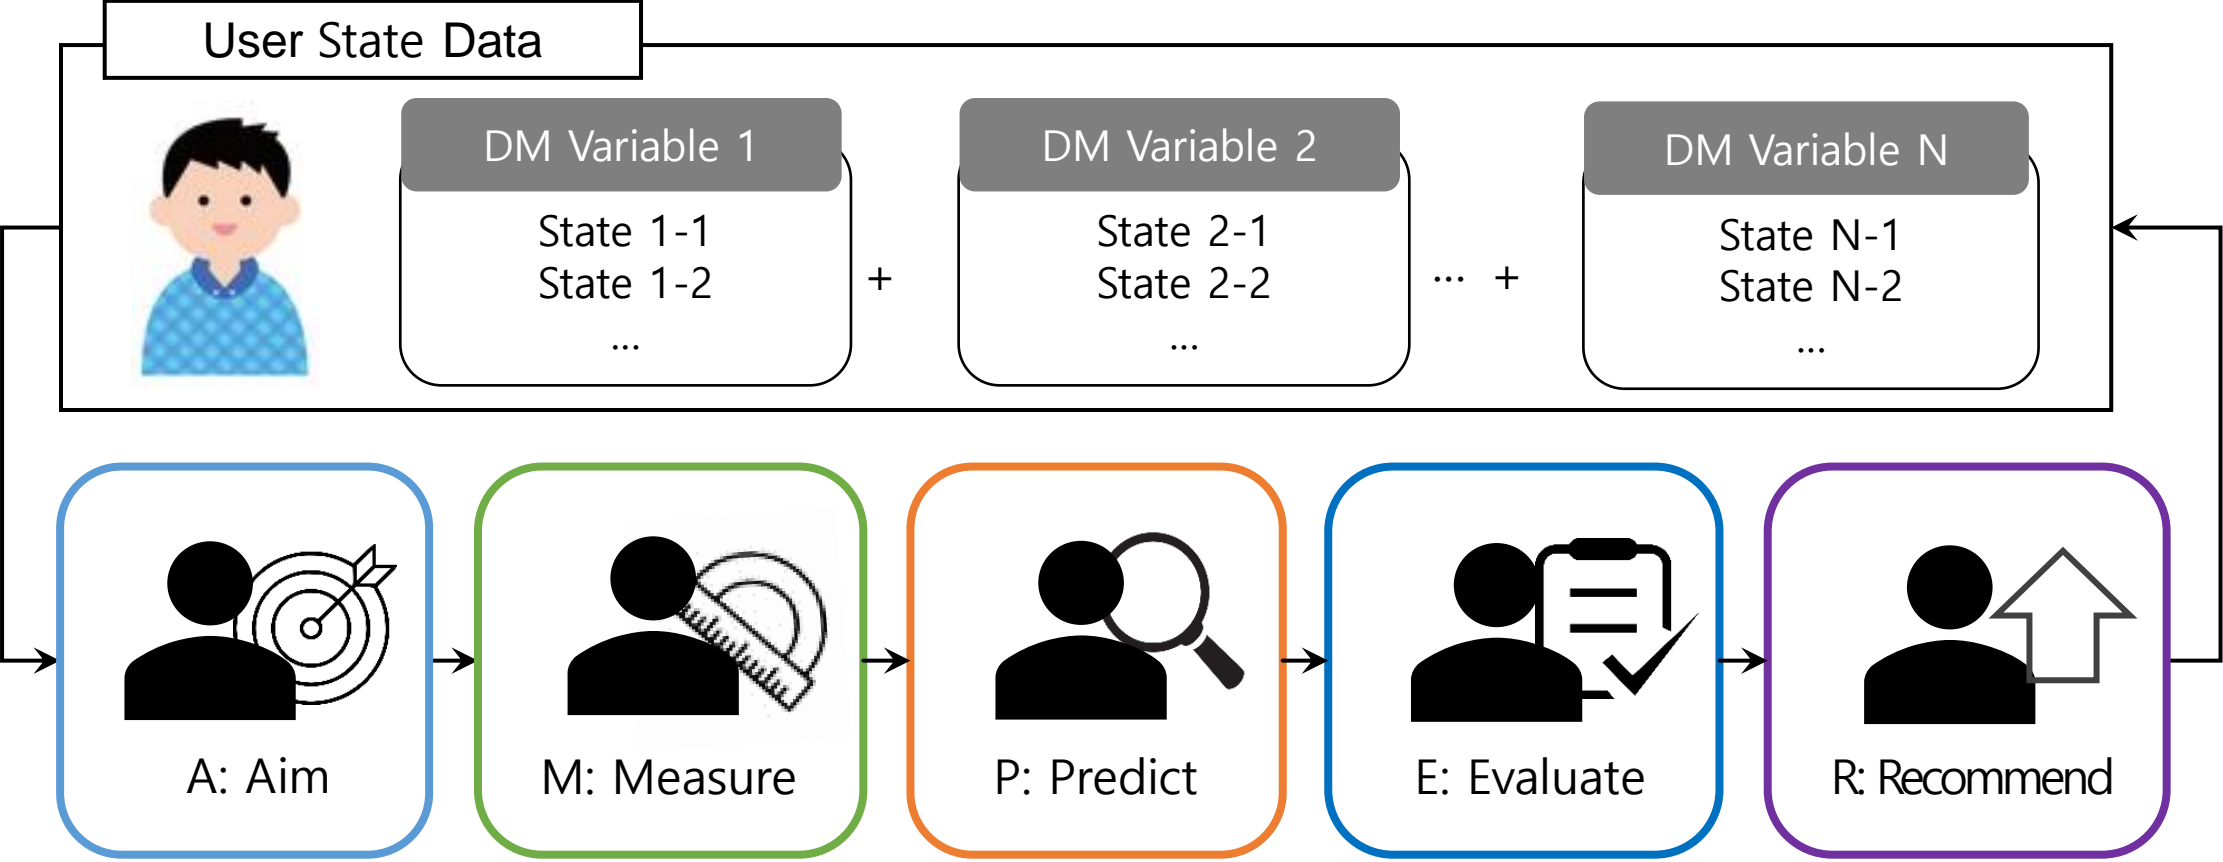 User State Data
DM Variable 1
State 1-1
State 1-2
...
+
DM Variable 2
State 2-1
State 2-2
...
... +
DM Variable N
State N-1
State N-2
...
A: Aim
M: Measure
P: Predict
E: Evaluate
R: Recommend